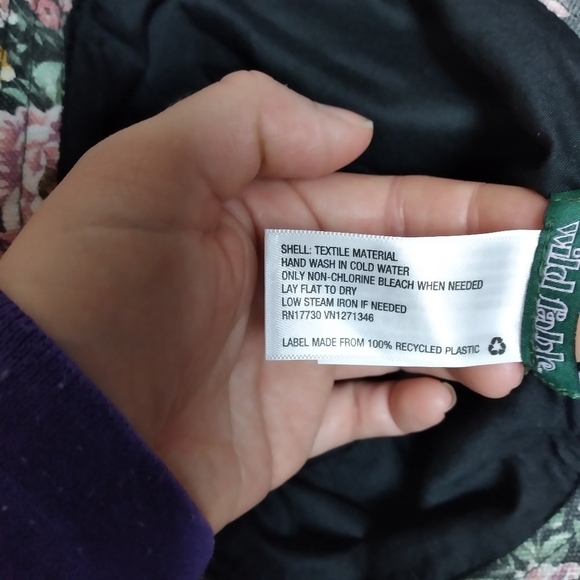 SHELL: TEXTILE MATERIAL
HAND WASH IN COLD WATER
ONLY NON-CHLORINE BLEACH WHEN NEEDED
LAY FLAT TO DRY
LOW STEAM IRON IF NEEDED
RN17730 VN1271346
LABEL MADE FROM 100% RECYCLED PLASTIC
wild fable